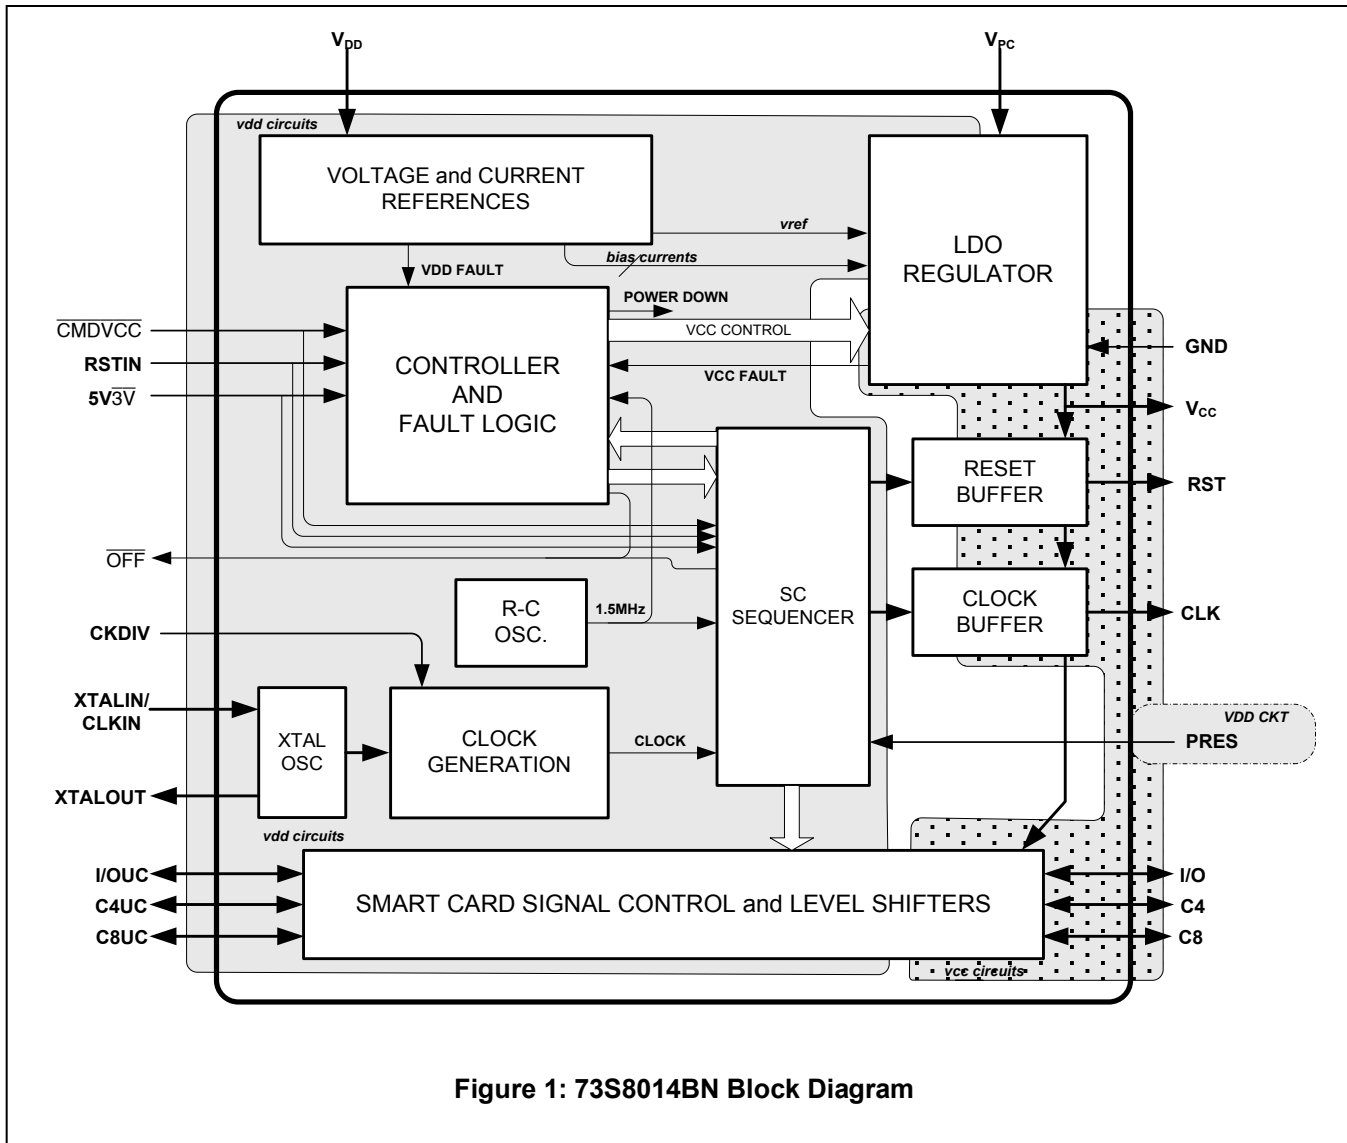 VDD
VPC
vdd circuits
VOLTAGE and CURRENT
REFERENCES
LDO
REGULATOR
vref
bias currents
VDD FAULT
POWER DOWN
VCC CONTROL
VCC FAULT
CMDVCC
RSTIN
5V3V
CONTROLLER
AND
FAULT LOGIC
GND
VCC
RESET
BUFFER
RST
OFF
R-C
OSC.
1.5MHz
SC
SEQUENCER
CLOCK
BUFFER
CLK
CKDIV
XTALIN/
CLKIN
XTAL
OSC
CLOCK
GENERATION
CLOCK
VDD CKT
PRES
XTALOUT
vdd circuits
I/OUC
C4UC
C8UC
SMART CARD SIGNAL CONTROL and LEVEL SHIFTERS
I/O
C4
C8
vcc circuits
Figure 1: 73S8014BN Block Diagram